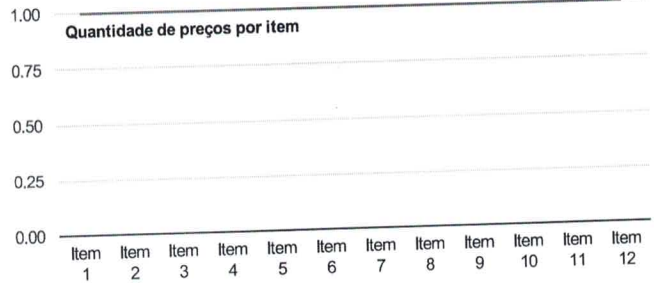 1.00
Quantidade de preços por item
0.75
0.50
0.25
0.00
Item 1
Item 2
Item 3
Item 4
Item 5
Item 6
Item 7
Item 8
Item 9
Item 10
Item 11
Item 12